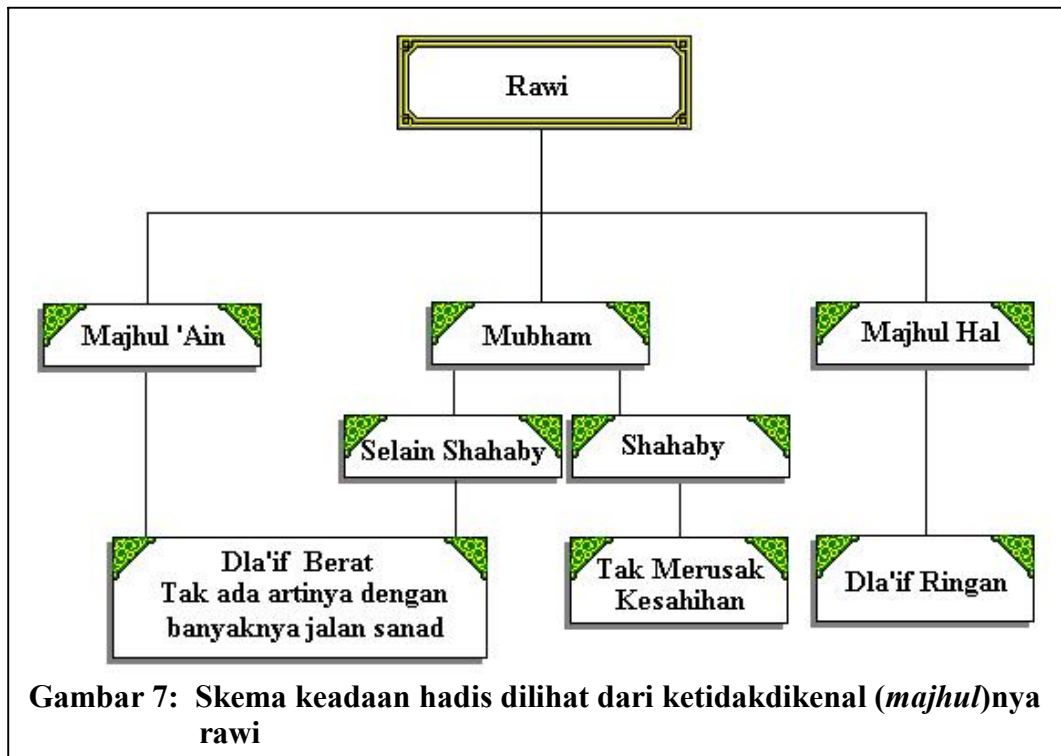 Rawi
Majhul 'Ain
Mubham
Majhul Hal
Selain Shahaby
Shahaby
Dla'if Berat
Tak ada artinya dengan
banyaknya jalan sanad
Tak Merusak
Kesahihan
Dla'if Ringan
Gambar 7: Skema keadaan hadis dilihat dari ketidakdikenal (majhul)nya
rawi